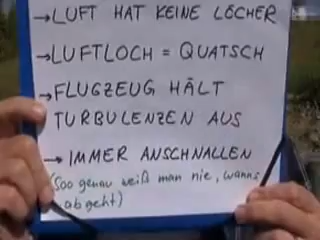 →LUFT HAT KEINE LÖCHER
→LUFTLOCH = QUATSCH
→FLUGZEUG HÄLT
TURBULENZEN AUS
→ IMMER ANSCHNALLEN
(Soo genau weiß man nie, wanns
abgeht)